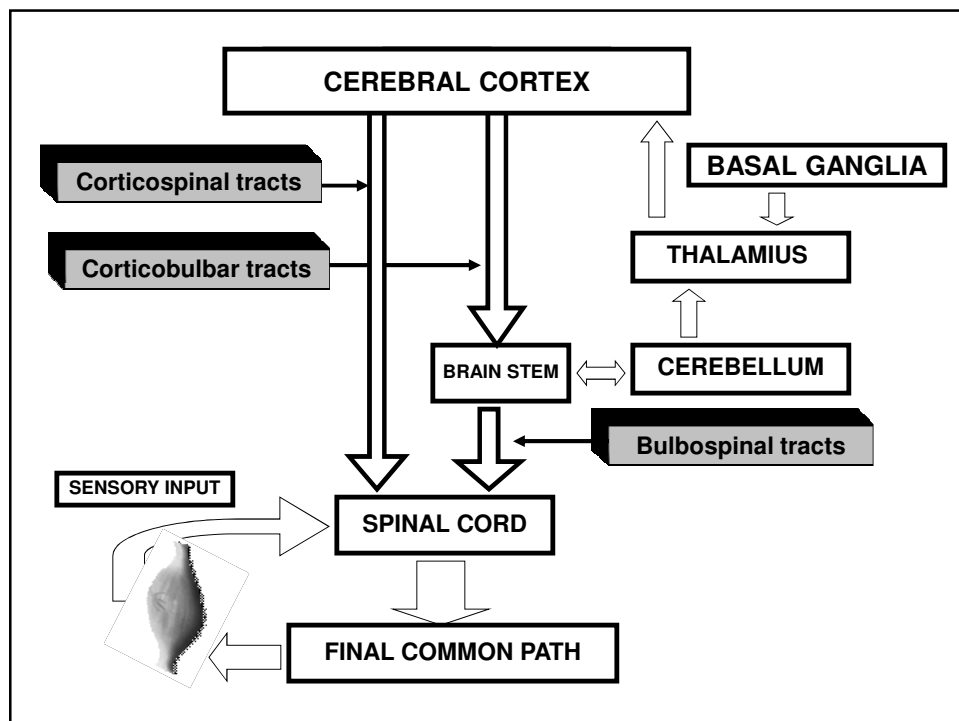 CEREBRAL CORTEX
Corticospinal tracts
BASAL GANGLIA
Corticobulbar tracts
THALAMIUS
BRAIN STEM
CEREBELLUM
Bulbospinal tracts
SENSORY INPUT
SPINAL CORD
FINAL COMMON PATH